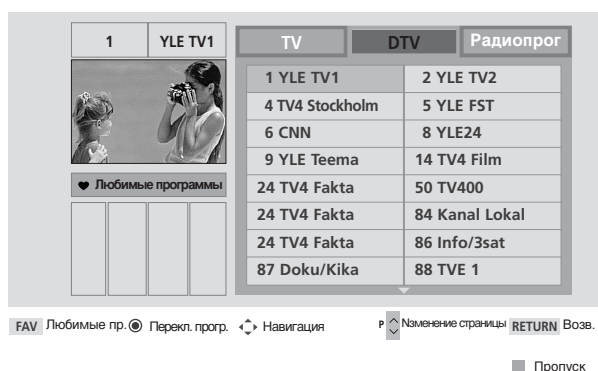 1 YLE TV1
TV DTV Радиопрог
1 YLE TV1 2 YLE TV2
4 TV4 Stockholm 5 YLE FST
6 CNN 8 YLE24
9 YLE Teema 14 TV4 Film
24 TV4 Fakta 50 TV400
24 TV4 Fakta 84 Kanal Lokal
24 TV4 Fakta 86 Info/3sat
87 Doku/Kika 88 TVE 1
♥ Любимые программы
FAV Любимые пр. Перекл. прогр. Навигация P Nзменение страницы RETURN Возв.
Пропуск